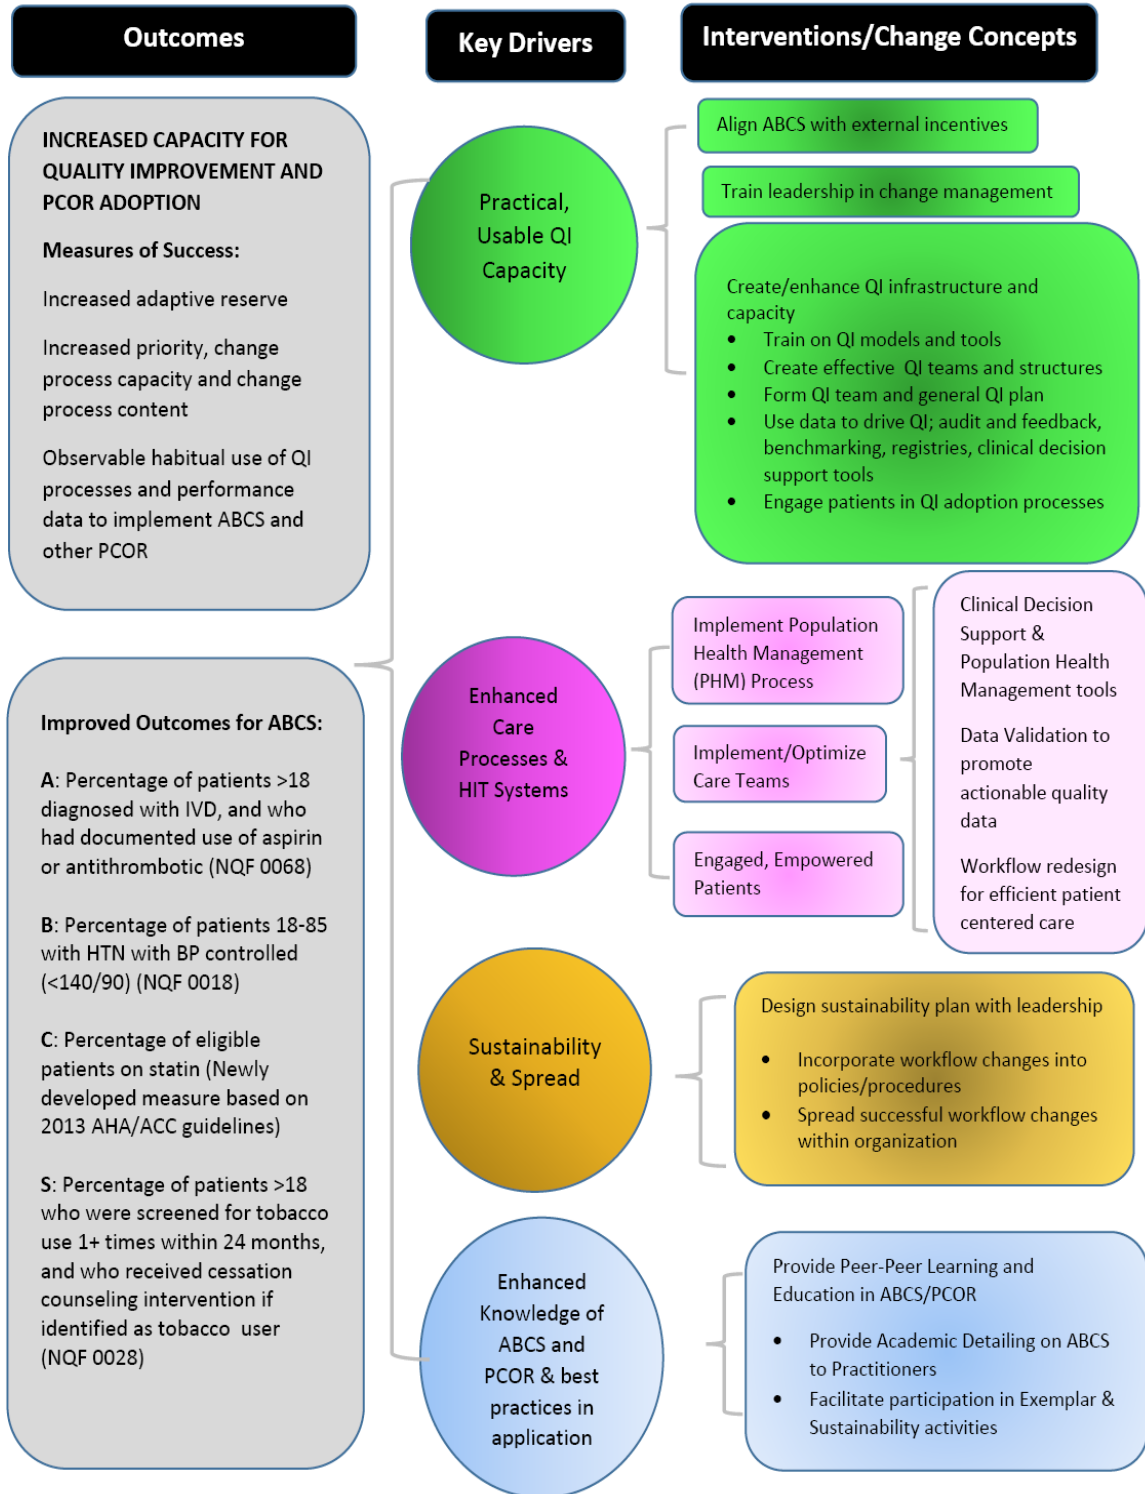 Outcomes
Key Drivers
Interventions/Change Concepts
INCREASED CAPACITY FOR
QUALITY IMPROVEMENT AND
PCOR ADOPTION
Measures of Success:
Increased adaptive reserve
Increased priority, change
process capacity and change
process content
Observable habitual use of QI
processes and performance
data to implement ABCS and
other PCOR
Improved Outcomes for ABCS:
A: Percentage of patients >18
diagnosed with IVD, and who
had documented use of aspirin
or antithrombotic (NQF 0068)
B: Percentage of patients 18-85
with HTN with BP controlled
(<140/90) (NQF 0018)
C: Percentage of eligible
patients on statin (Newly
developed measure based on
2013 AHA/ACC guidelines)
S: Percentage of patients >18
who were screened for tobacco
use 1+ times within 24 months,
and who received cessation
counseling intervention if
identified as tobacco user
(NQF 0028)
Practical,
Usable QI
Capacity
Align ABCS with external incentives
Train leadership in change management
Create/enhance QI infrastructure and
capacity
• Train on QI models and tools
• Create effective QI teams and structures
• Form QI team and general QI plan
• Use data to drive QI; audit and feedback,
benchmarking, registries, clinical decision
support tools
• Engage patients in QI adoption processes
Enhanced
Care
Processes &
HIT Systems
Implement Population
Health Management
(PHM) Process
Implement/Optimize
Care Teams
Engaged, Empowered
Patients
Clinical Decision
Support &
Population Health
Management tools
Data Validation to
promote
actionable quality
data
Workflow redesign
for efficient patient
centered care
Sustainability
& Spread
Design sustainability plan with leadership
• Incorporate workflow changes into
policies/procedures
• Spread successful workflow changes
within organization
Enhanced
Knowledge of
ABCS and
PCOR & best
practices in
application
Provide Peer-Peer Learning and
Education in ABCS/PCOR
• Provide Academic Detailing on ABCS
to Practitioners
• Facilitate participation in Exemplar &
Sustainability activities